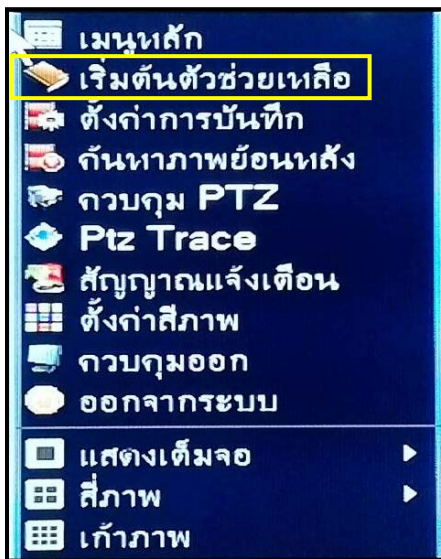 เมนูหลัก
เริ่มต้นตัวช่วยเหลือ
ตั้งค่าการบันทึก
ค้นหาภาพย้อนหลัง
ควบคุม PTZ
Ptz Trace
สัญญาณแจ้งเตือน
ตั้งค่าสีภาพ
ควบคุมออก
ออกจากระบบ
แสดงเต็มจอ
สี่ภาพ
เก้าภาพ